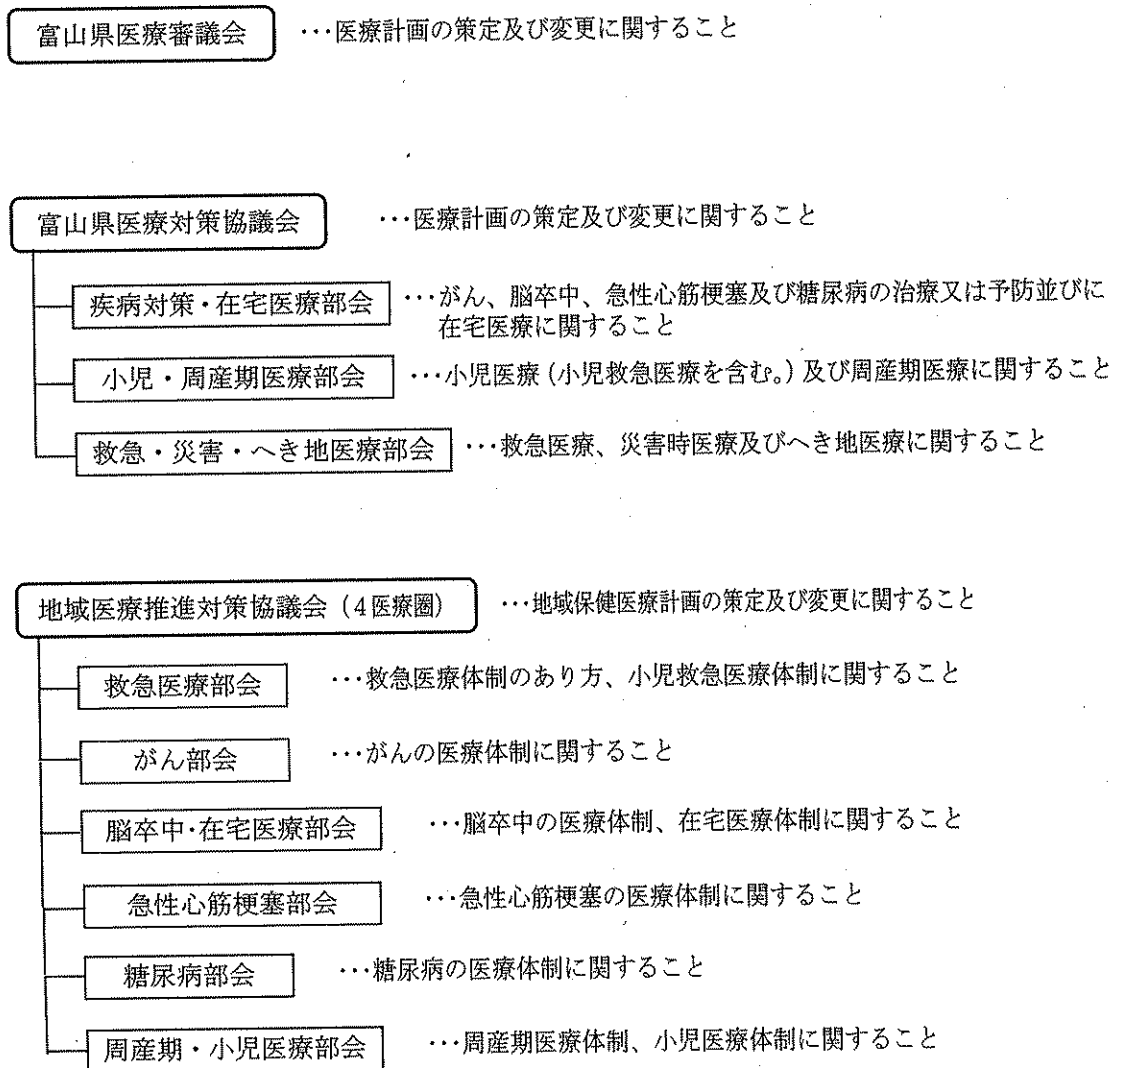 富山県医療審議会 ･･･医療計画の策定及び変更に関すること
富山県医療対策協議会 ･･･医療計画の策定及び変更に関すること
疾病対策・在宅医療部会 ･･･がん、脳卒中、急性心筋梗塞及び糖尿病の治療又は予防並びに
在宅医療に関すること
小児・周産期医療部会 ･･･小児医療（小児救急医療を含む。）及び周産期医療に関すること
救急・災害・へき地医療部会 ･･･救急医療、災害時医療及びへき地医療に関すること
地域医療推進対策協議会（４医療圏） ･･･地域保健医療計画の策定及び変更に関すること
救急医療部会 ･･･救急医療体制のあり方、小児救急医療体制に関すること
がん部会 ･･･がんの医療体制に関すること
脳卒中･在宅医療部会 ･･･脳卒中の医療体制、在宅医療体制に関すること
急性心筋梗塞部会 ･･･急性心筋梗塞の医療体制に関すること
糖尿病部会 ･･･糖尿病の医療体制に関すること
周産期・小児医療部会 ･･･周産期医療体制、小児医療体制に関すること